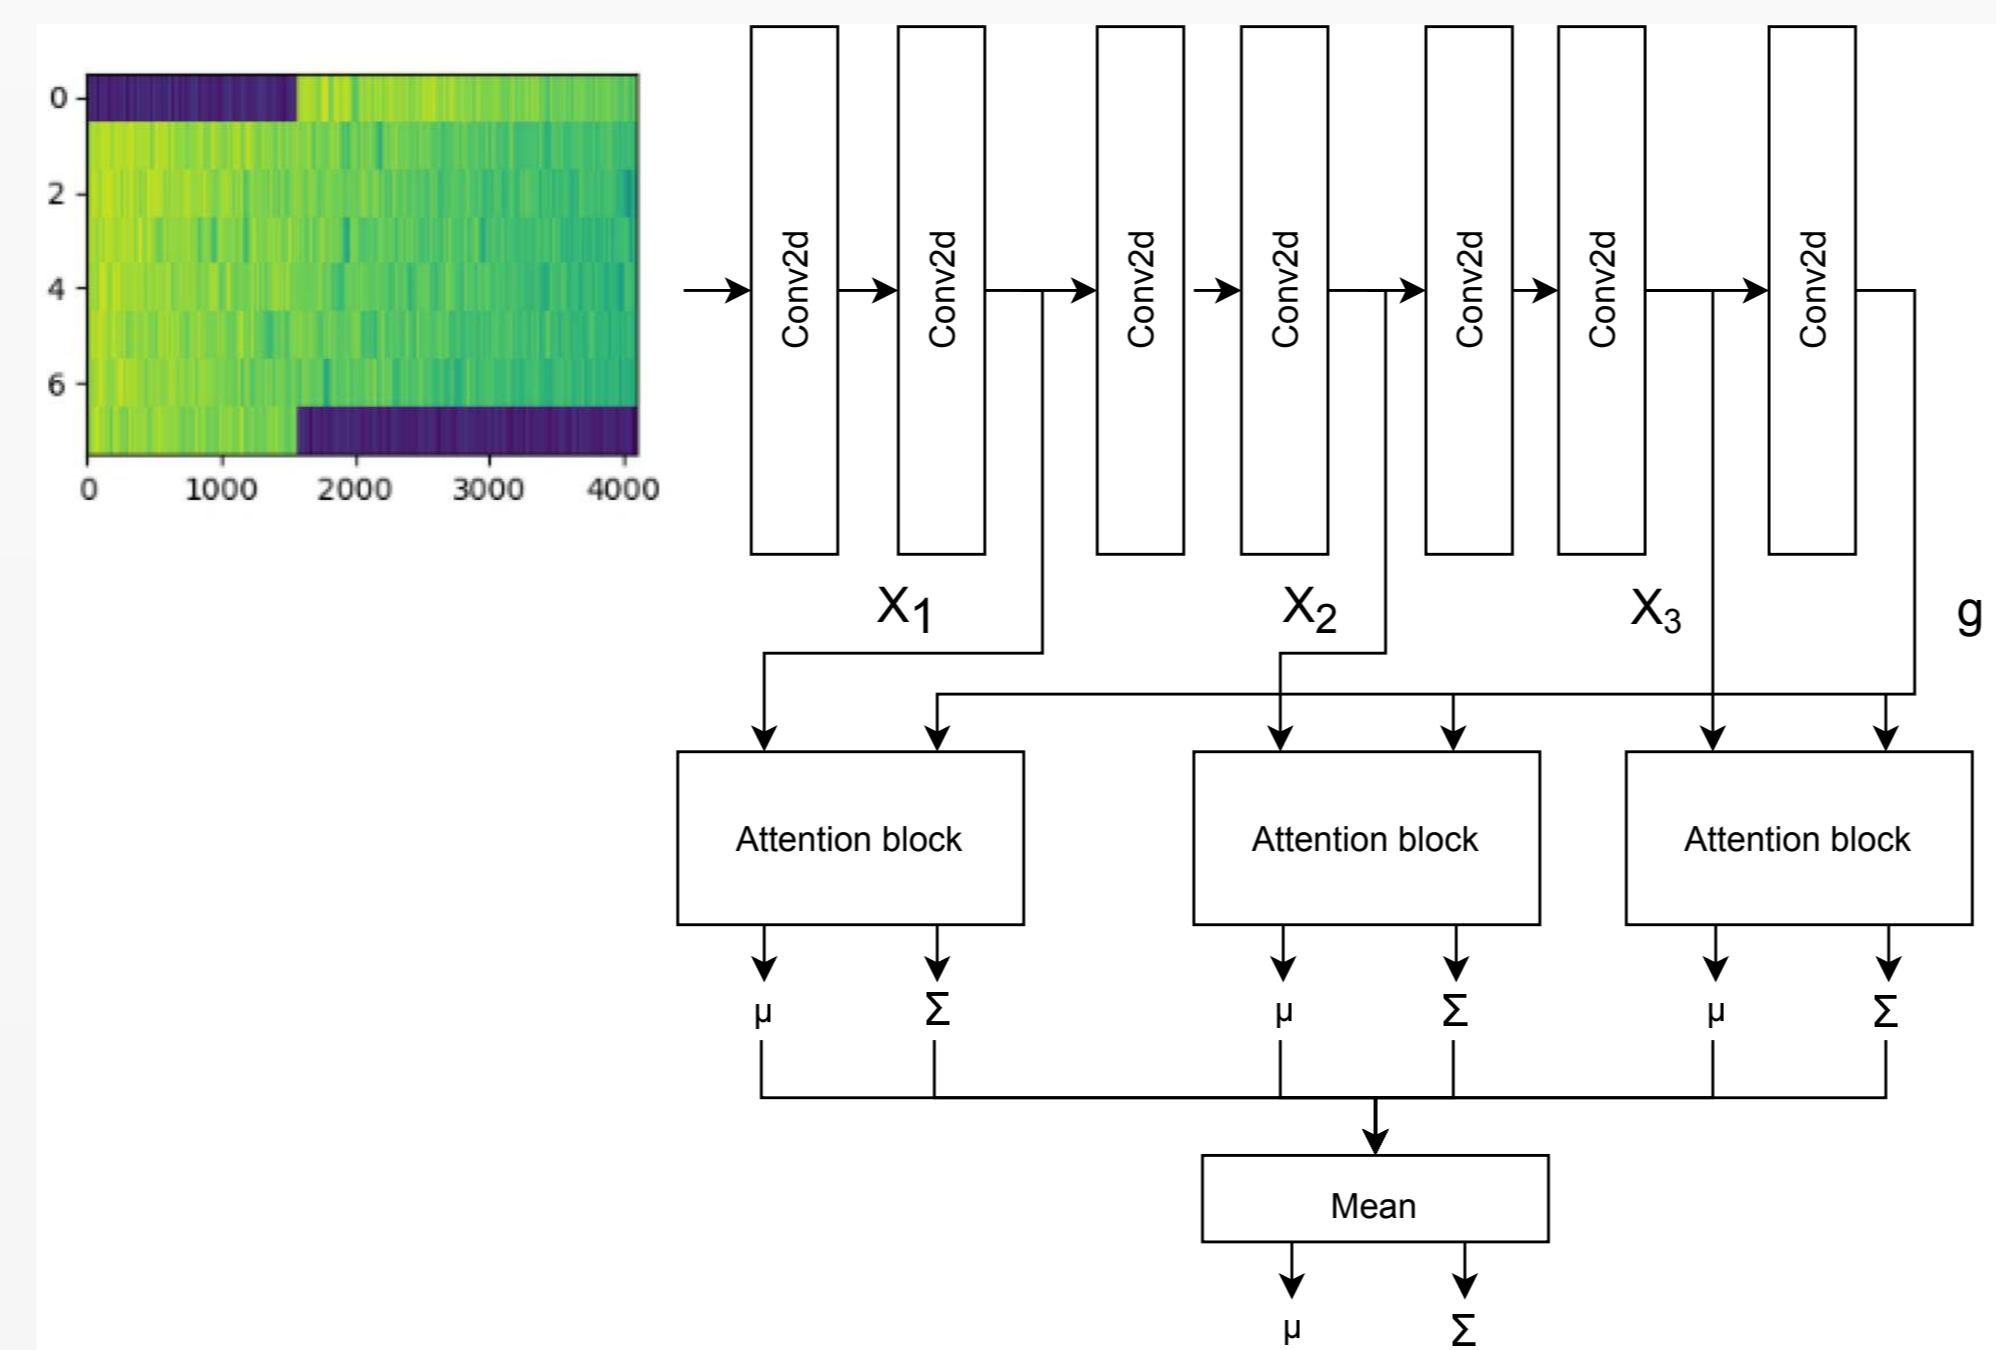 0
2
4
6
0 1000 2000 3000 4000
Conv2d Conv2d Conv2d Conv2d Conv2d Conv2d Conv2d
X1 X2 X3 g
Attention block Attention block Attention block
μ Σ μ Σ μ Σ
Mean
μ Σ